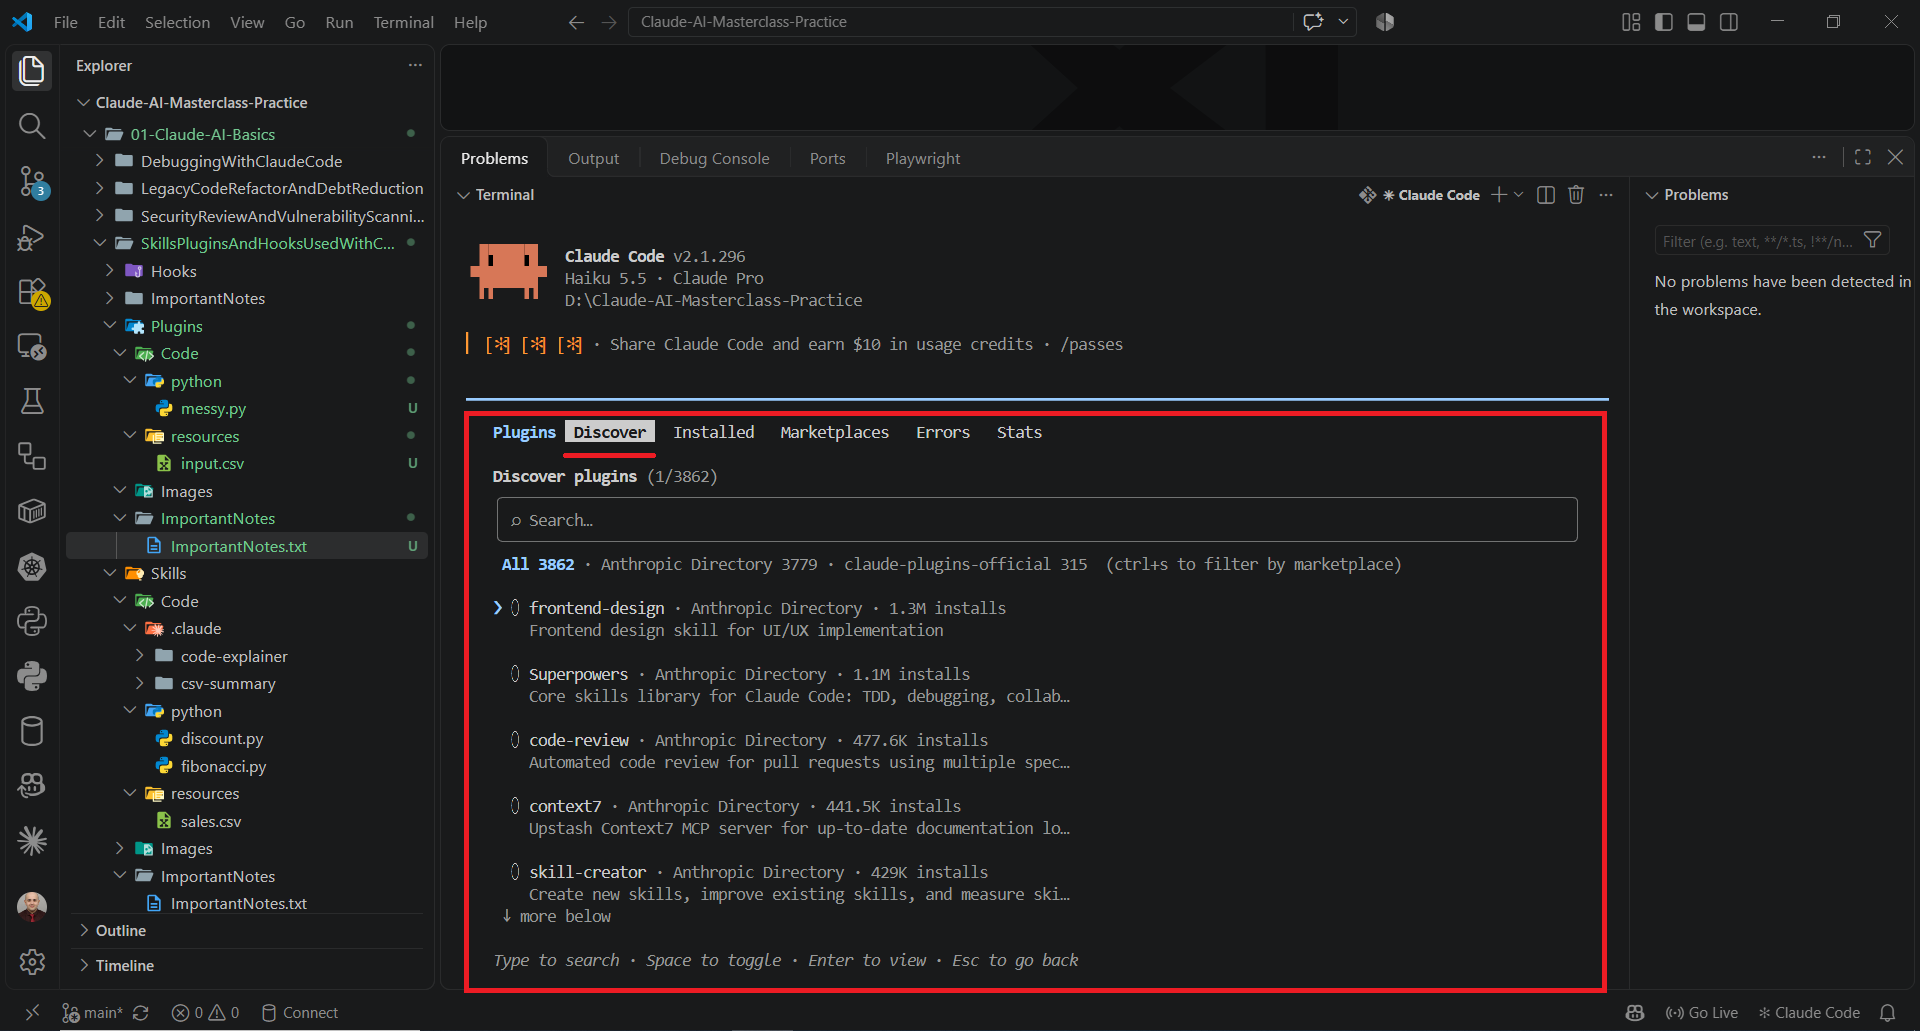 File Edit Selection View Go Run Terminal Help
Claude-AI-Masterclass-Practice
Explorer
Claude-AI-Masterclass-Practice
01-Claude-AI-Basics
DebuggingWithClaudeCode
LegacyCodeRefactorAndDebtReduction
SecurityReviewAndVulnerabilityScanni...
SkillsPluginsAndHooksUsedWithC...
Hooks
ImportantNotes
Plugins
Code
python
messy.py U
resources
input.csv U
Images
ImportantNotes
ImportantNotes.txt U
Skills
Code
.claude
code-explainer
csv-summary
python
discount.py
fibonacci.py
resources
sales.csv
Images
ImportantNotes
ImportantNotes.txt
Outline
Timeline
3
Problems Output Debug Console Ports Playwright
Terminal
Claude Code
Claude Code v2.1.296
Haiku 5.5 · Claude Pro
D:\Claude-AI-Masterclass-Practice
[✻] [✻] [✻] · Share Claude Code and earn $10 in usage credits · /passes
Plugins Discover Installed Marketplaces Errors Stats
Discover plugins (1/3862)
Search…
All 3862 · Anthropic Directory 3779 · claude-plugins-official 315 (ctrl+s to filter by marketplace)
❯ frontend-design · Anthropic Directory · 1.3M installs
Frontend design skill for UI/UX implementation
Superpowers · Anthropic Directory · 1.1M installs
Core skills library for Claude Code: TDD, debugging, collab…
code-review · Anthropic Directory · 477.6K installs
Automated code review for pull requests using multiple spec…
context7 · Anthropic Directory · 441.5K installs
Upstash Context7 MCP server for up-to-date documentation lo…
skill-creator · Anthropic Directory · 429K installs
Create new skills, improve existing skills, and measure ski…
↓ more below
Type to search · Space to toggle · Enter to view · Esc to go back
Problems
Filter (e.g. text, **/*.ts, !**/n...
No problems have been detected in
the workspace.
main* 0 0 Connect
Go Live Claude Code